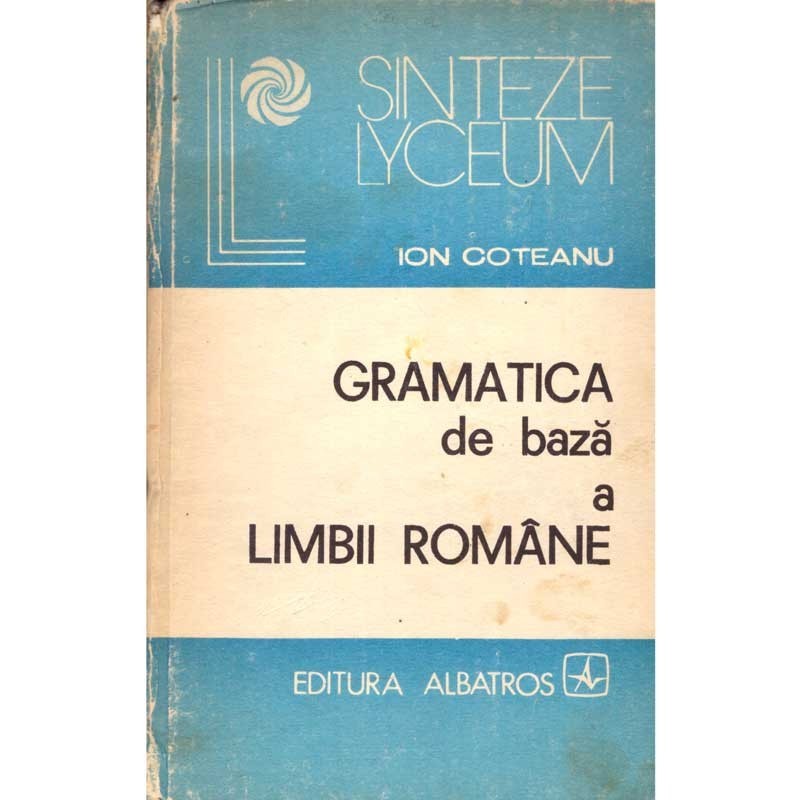 SINTEZE
LYCEUM
ION COTEANU
GRAMATICA
de bază
a
LIMBII ROMÂNE
EDITURA ALBATROS